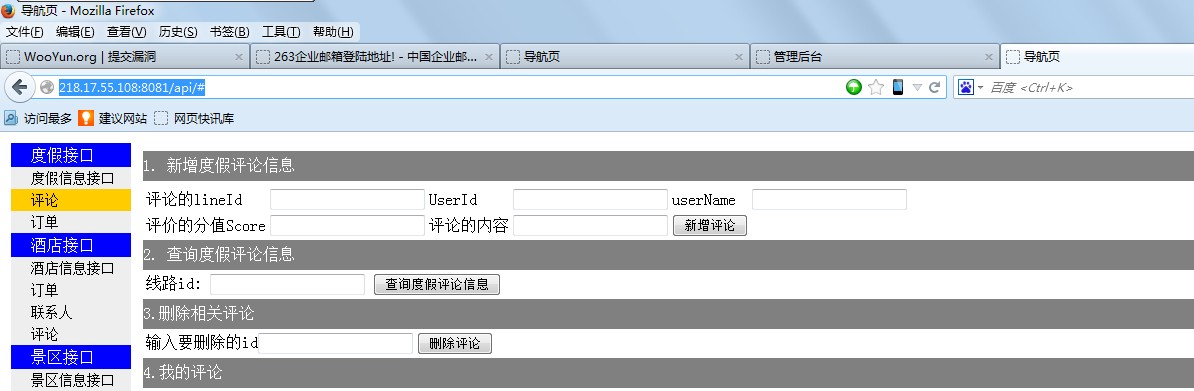 导航页 - Mozilla Firefox
文件(F) 编辑(E) 查看(V) 历史(S) 书签(B) 工具(T) 帮助(H)
WooYun.org | 提交漏洞 × 263企业邮箱登陆地址! - 中国企业邮... × 导航页 × 管理后台 × 导航页
218.17.55.108:8081/api/# 百度 <Ctrl+K>
访问最多 建议网站 网页快讯库
度假接口
度假信息接口
评论
订单
酒店接口
酒店信息接口
订单
联系人
评论
景区接口
景区信息接口
1. 新增度假评论信息
评论的lineId UserId userName
评价的分值Score 评论的内容 新增评论
2. 查询度假评论信息
线路id: 查询度假评论信息
3.删除相关评论
输入要删除的id 删除评论
4.我的评论